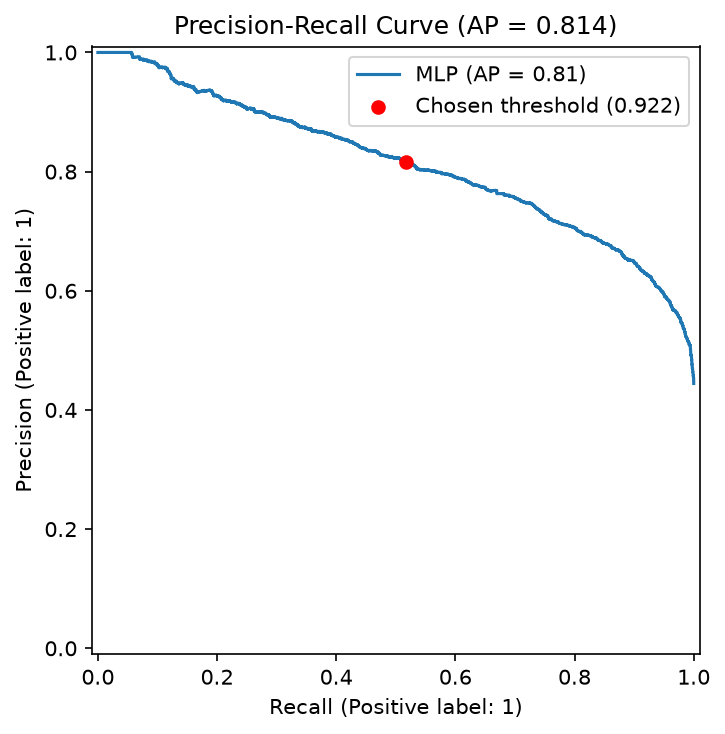 Precision-Recall Curve (AP = 0.814)
MLP (AP = 0.81)
Chosen threshold (0.922)
1.0
0.8
0.6
0.4
0.2
0.0
Precision (Positive label: 1)
0.0 0.2 0.4 0.6 0.8 1.0
Recall (Positive label: 1)